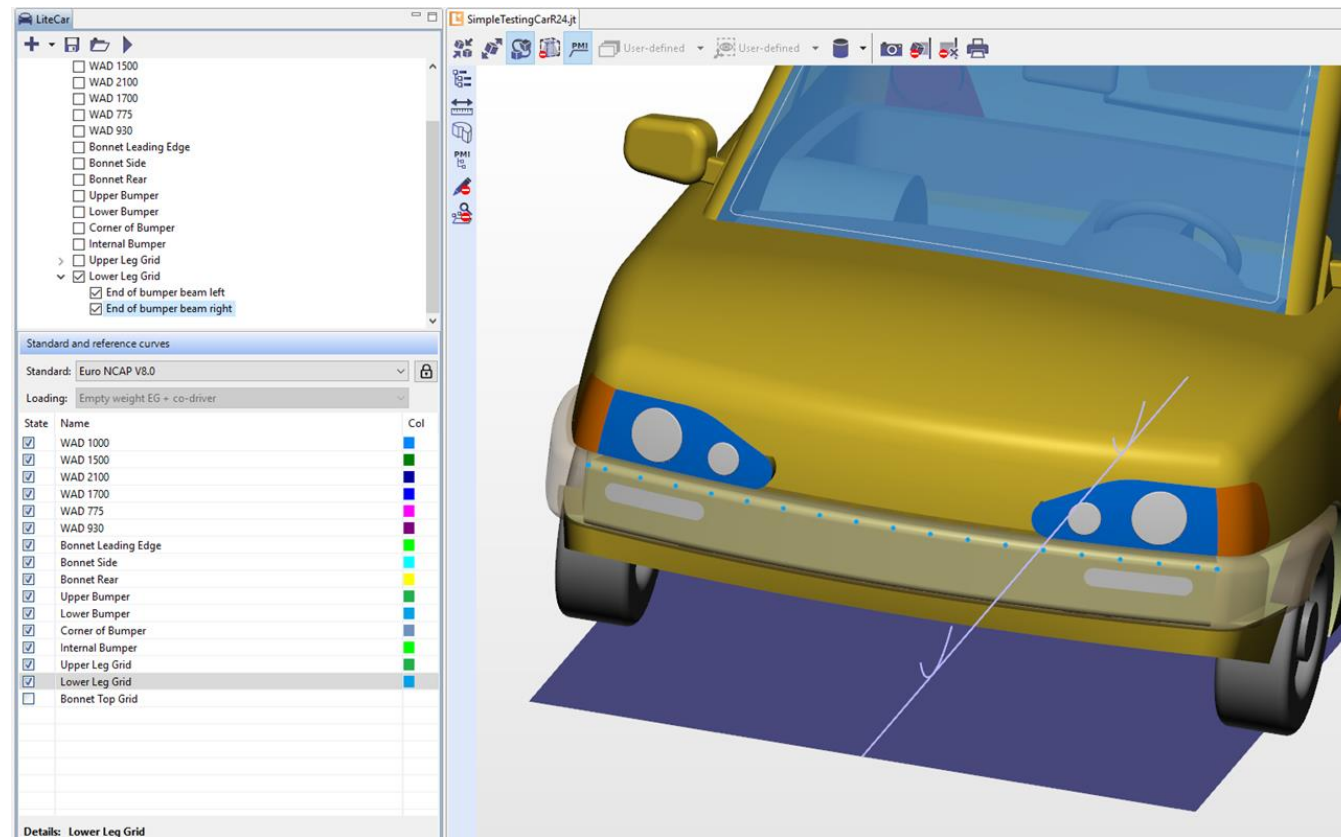 LiteCar
SimpleTestingCarR24.jt
PMI
User-defined
User-defined
WAD 1500
WAD 2100
WAD 1700
WAD 775
WAD 930
Bonnet Leading Edge
Bonnet Side
Bonnet Rear
Upper Bumper
Lower Bumper
Corner of Bumper
Internal Bumper
Upper Leg Grid
Lower Leg Grid
End of bumper beam left
End of bumper beam right
PMI
Standard and reference curves
Standard: Euro NCAP V8.0
Loading: Empty weight EG + co-driver
State Name Col
WAD 1000
WAD 1500
WAD 2100
WAD 1700
WAD 775
WAD 930
Bonnet Leading Edge
Bonnet Side
Bonnet Rear
Upper Bumper
Lower Bumper
Corner of Bumper
Internal Bumper
Upper Leg Grid
Lower Leg Grid
Bonnet Top Grid
Details: Lower Leg Grid